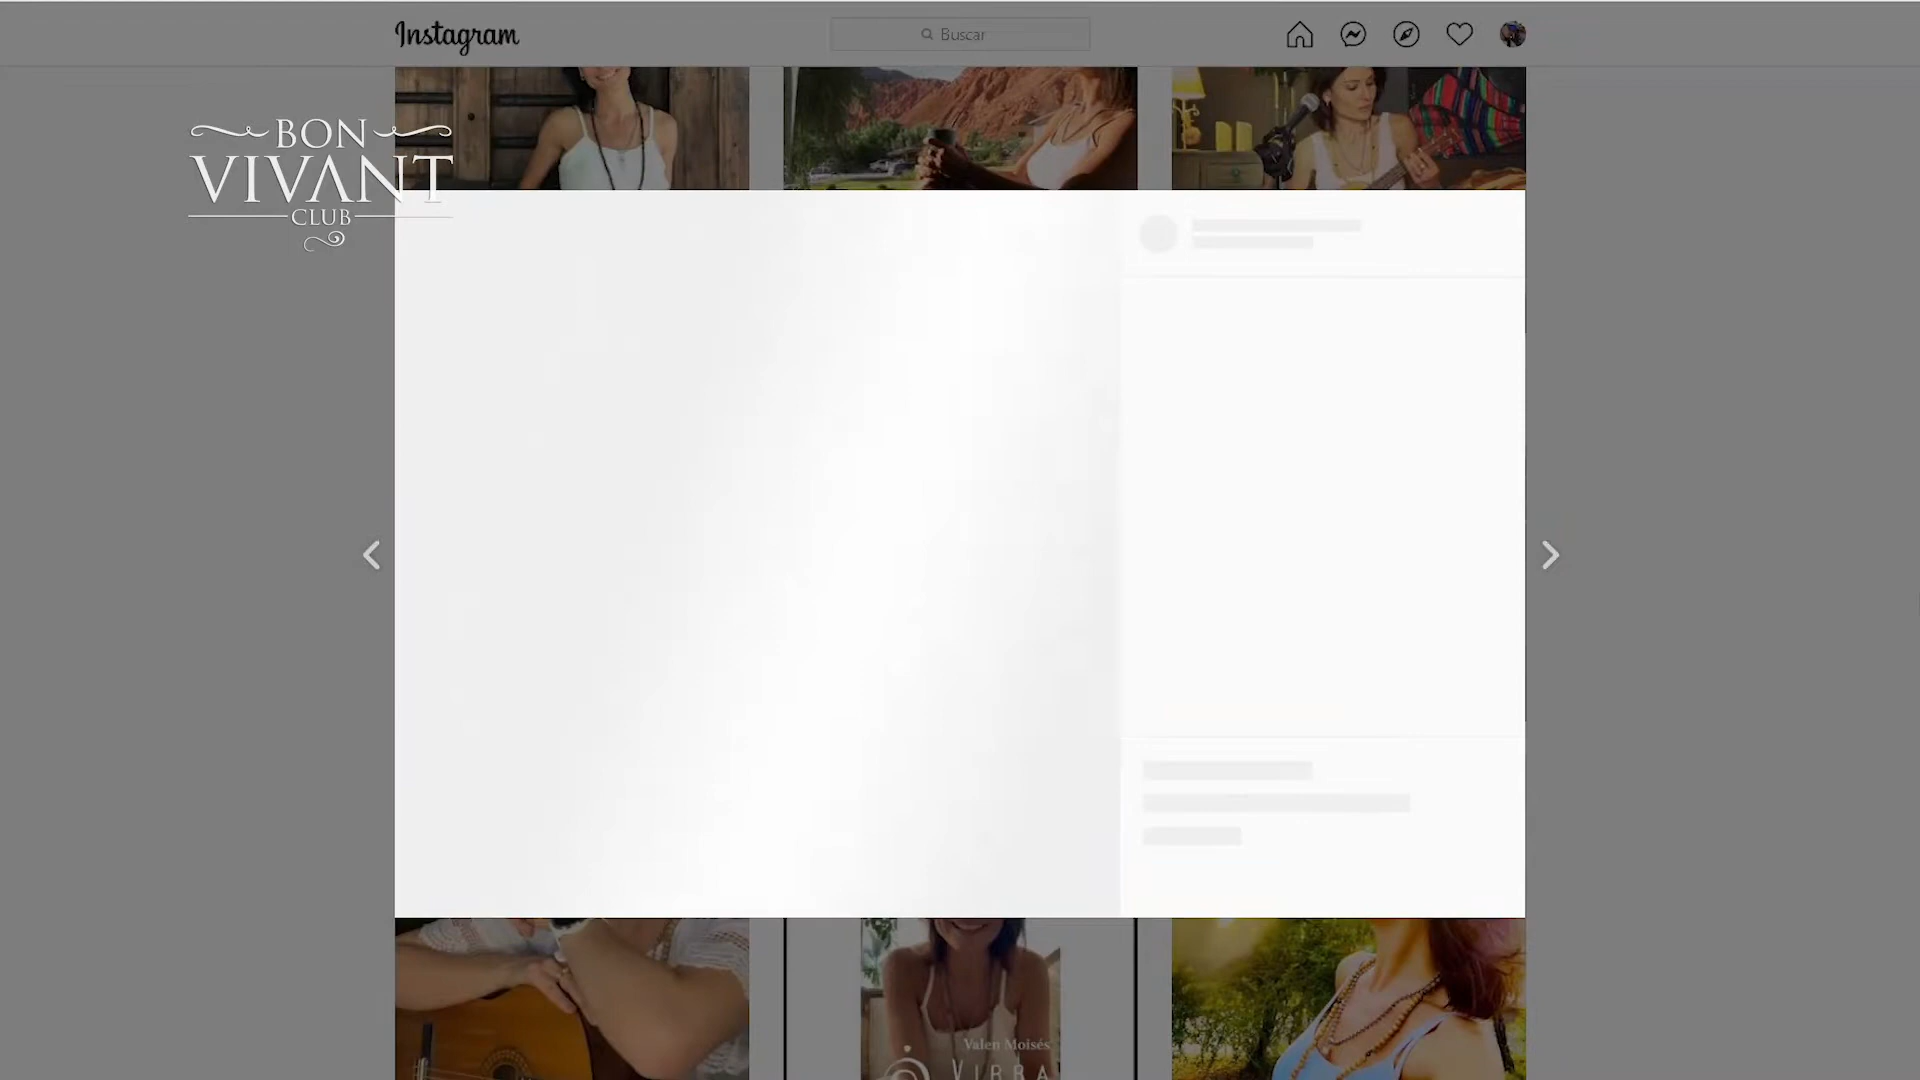 Instagram
Buscar
BON
VIVANT
CLUB
Valen Moisés
VIBRA